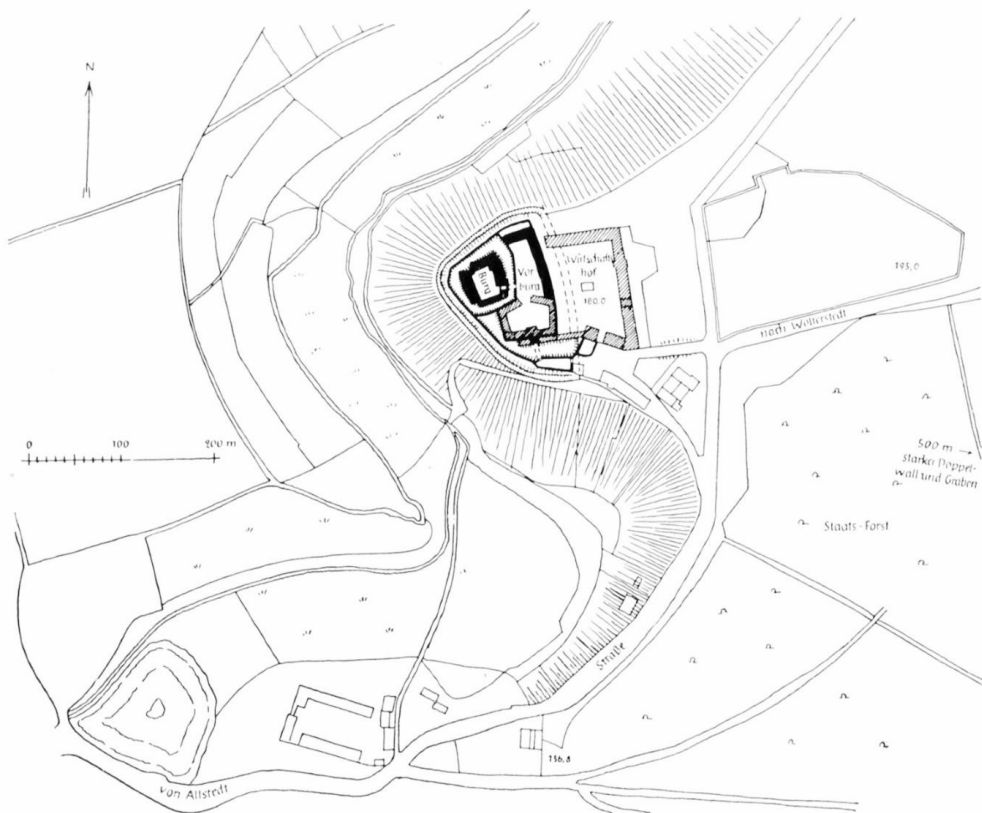 N
Burg
Vor
burg
Wirtschafts
hof
180,0
193,0
nach Wolferstedt
0 100 200 m
500 m →
starker Doppel-
wall und Graben
Staats-Forst
Straße
156,8
von Allstedt